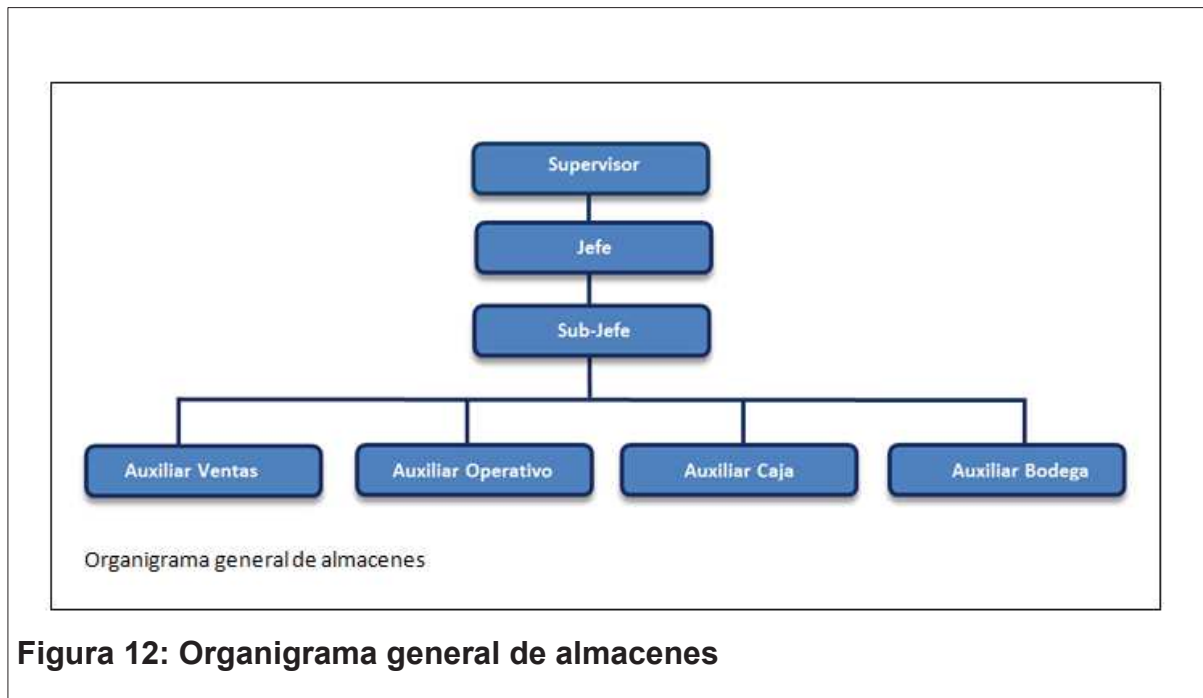 Supervisor
Jefe
Sub-Jefe
Auxiliar Ventas
Auxiliar Operativo
Auxiliar Caja
Auxiliar Bodega
Organigrama general de almacenes
Figura 12: Organigrama general de almacenes